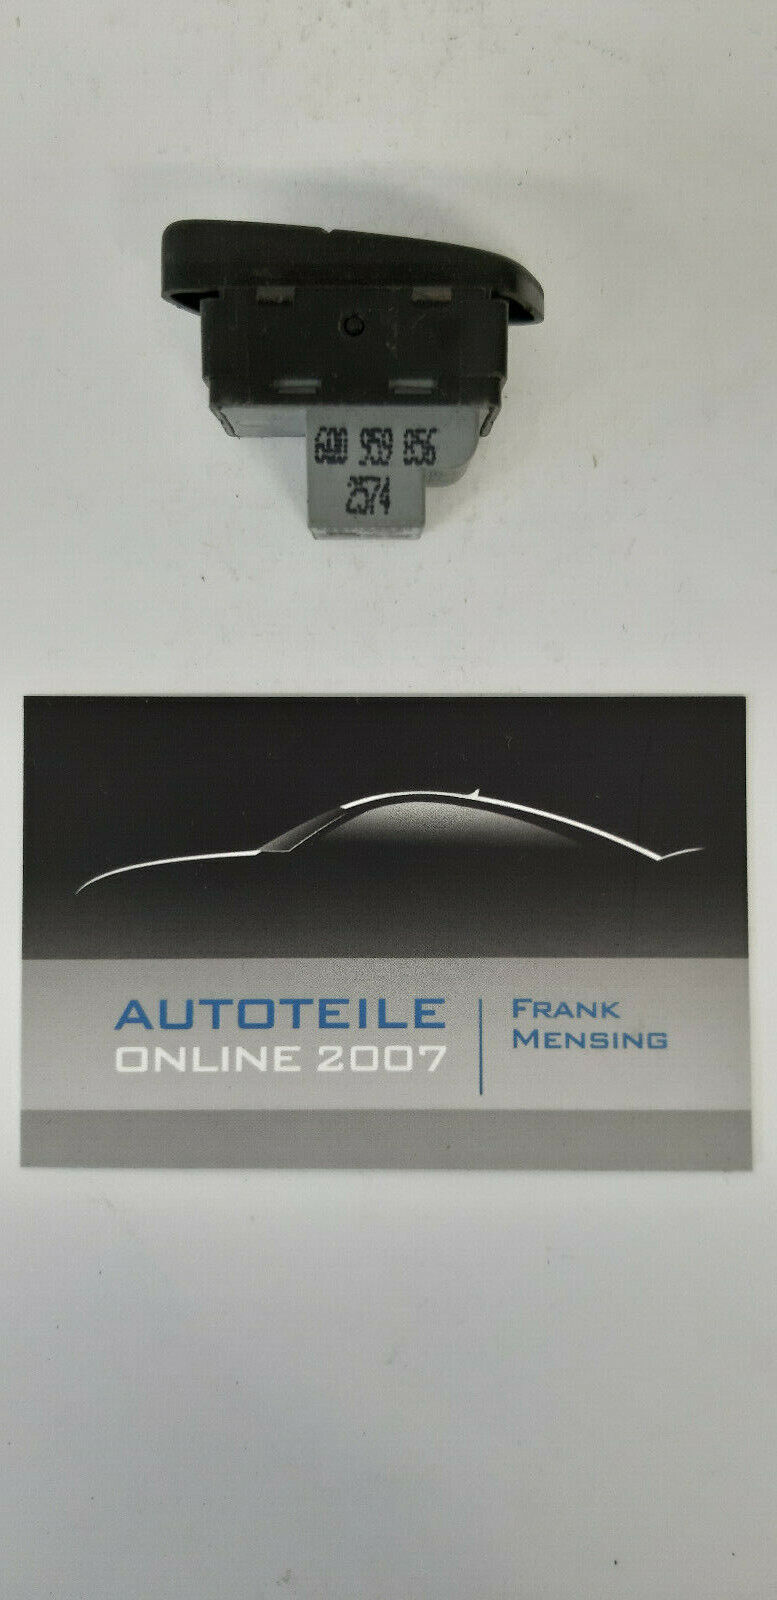 6Q0 959 856
2574
AUTOTEILE
ONLINE 2007
FRANK
MENSING